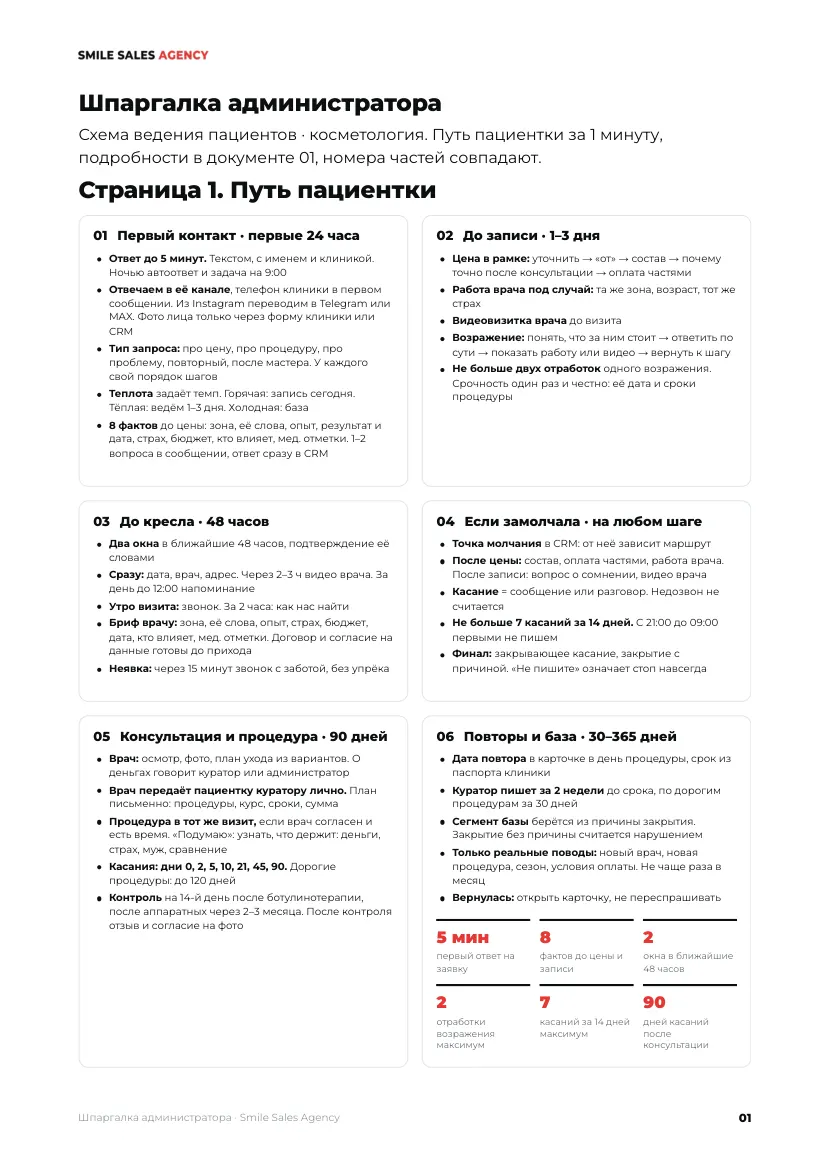 SMILE SALES AGENCY
Шпаргалка администратора
Схема ведения пациентов · косметология. Путь пациентки за 1 минуту,
подробности в документе 01, номера частей совпадают.
Страница 1. Путь пациентки
01 Первый контакт · первые 24 часа
• Ответ до 5 минут. Текстом, с именем и клиникой.
Ночью автоответ и задача на 9:00
• Отвечаем в её канале, телефон клиники в первом
сообщении. Из Instagram переводим в Telegram или
MAX. Фото лица только через форму клиники или
CRM
• Тип запроса: про цену, про процедуру, про
проблему, повторный, после мастера. У каждого
свой порядок шагов
• Теплота задаёт темп. Горячая: запись сегодня.
Тёплая: ведём 1–3 дня. Холодная: база
• 8 фактов до цены: зона, её слова, опыт, результат и
дата, страх, бюджет, кто влияет, мед. отметки. 1–2
вопроса в сообщении, ответ сразу в CRM
02 До записи · 1–3 дня
• Цена в рамке: уточнить → «от» → состав → почему
точно после консультации → оплата частями
• Работа врача под случай: та же зона, возраст, тот же
страх
• Видеовизитка врача до визита
• Возражение: понять, что за ним стоит → ответить по
сути → показать работу или видео → вернуть к шагу
• Не больше двух отработок одного возражения.
Срочность один раз и честно: её дата и сроки
процедуры
03 До кресла · 48 часов
• Два окна в ближайшие 48 часов, подтверждение её
словами
• Сразу: дата, врач, адрес. Через 2–3 ч видео врача. За
день до 12:00 напоминание
• Утро визита: звонок. За 2 часа: как нас найти
• Бриф врачу: зона, её слова, опыт, страх, бюджет,
дата, кто влияет, мед. отметки. Договор и согласие на
данные готовы до прихода
• Неявка: через 15 минут звонок с заботой, без упрёка
04 Если замолчала · на любом шаге
• Точка молчания в CRM: от неё зависит маршрут
• После цены: состав, оплата частями, работа врача.
После записи: вопрос о сомнении, видео врача
• Касание = сообщение или разговор. Недозвон не
считается
• Не больше 7 касаний за 14 дней. С 21:00 до 09:00
первыми не пишем
• Финал: закрывающее касание, закрытие с
причиной. «Не пишите» означает стоп навсегда
05 Консультация и процедура · 90 дней
• Врач: осмотр, фото, план ухода из вариантов. О
деньгах говорит куратор или администратор
• Врач передаёт пациентку куратору лично. План
письменно: процедуры, курс, сроки, сумма
• Процедура в тот же визит, если врач согласен и
есть время. «Подумаю»: узнать, что держит: деньги,
страх, муж, сравнение
• Касания: дни 0, 2, 5, 10, 21, 45, 90. Дорогие
процедуры: до 120 дней
• Контроль на 14-й день после ботулинотерапии,
после аппаратных через 2–3 месяца. После контроля
отзыв и согласие на фото
06 Повторы и база · 30–365 дней
• Дата повтора в карточке в день процедуры, срок из
паспорта клиники
• Куратор пишет за 2 недели до срока, по дорогим
процедурам за 30 дней
• Сегмент базы берётся из причины закрытия.
Закрытие без причины считается нарушением
• Только реальные поводы: новый врач, новая
процедура, сезон, условия оплаты. Не чаще раза в
месяц
• Вернулась: открыть карточку, не переспрашивать
5 мин
первый ответ на
заявку
8
фактов до цены и
записи
2
окна в ближайшие
48 часов
2
отработки
возражения
максимум
7
касаний за 14 дней
максимум
90
дней касаний
после
консультации
Шпаргалка администратора · Smile Sales Agency
01